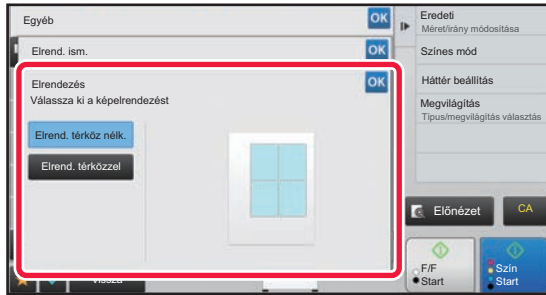 Egyéb
OK
Elrend. ism.
OK
Elrendezés
OK
Válassza ki a képelrendezést
Elrend. térköz nélk.
Elrend. térközzel
Vissza
Eredeti
Méret/irány módosítása
Színes mód
Háttér beállítás
Megvilágítás
Típus/megvilágítás választás
Előnézet
CA
F/F
Start
Szín
Start